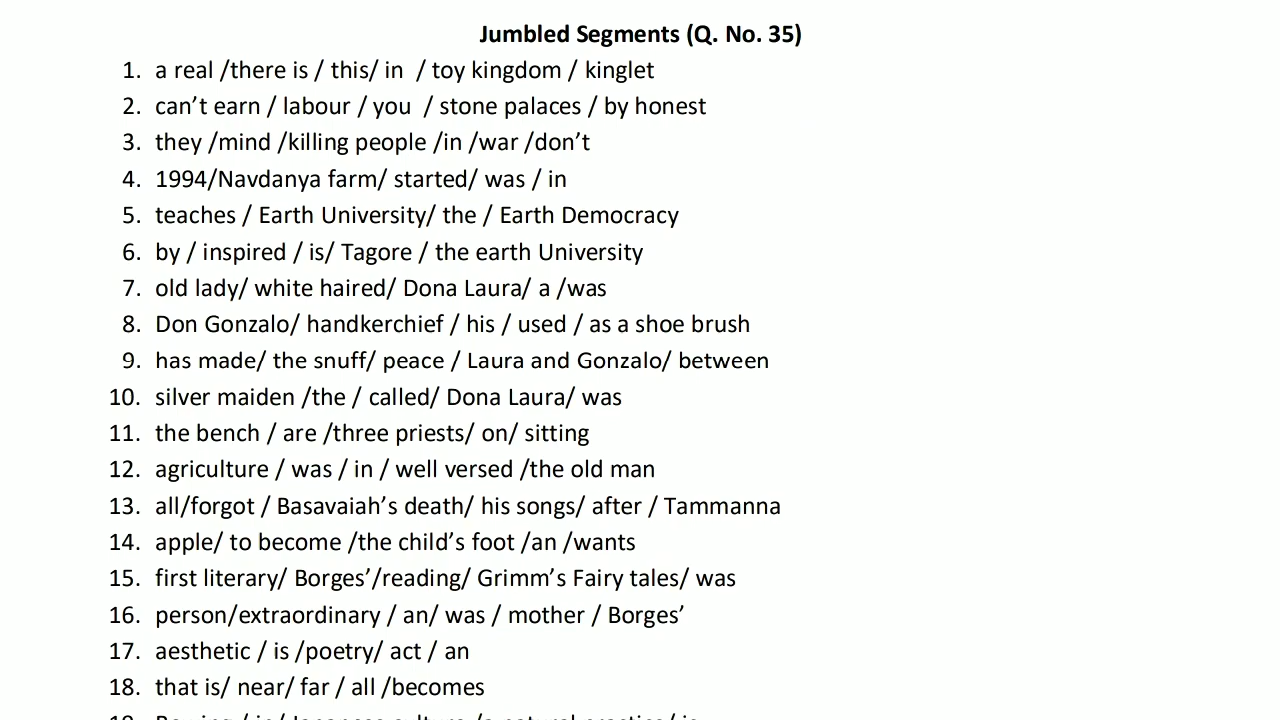 Jumbled Segments (Q. No. 35)
1. a real /there is / this/ in / toy kingdom / kinglet
2. can’t earn / labour / you / stone palaces / by honest
3. they /mind /killing people /in /war /don’t
4. 1994/Navdanya farm/ started/ was / in
5. teaches / Earth University/ the / Earth Democracy
6. by / inspired / is/ Tagore / the earth University
7. old lady/ white haired/ Dona Laura/ a /was
8. Don Gonzalo/ handkerchief / his / used / as a shoe brush
9. has made/ the snuff/ peace / Laura and Gonzalo/ between
10. silver maiden /the / called/ Dona Laura/ was
11. the bench / are /three priests/ on/ sitting
12. agriculture / was / in / well versed /the old man
13. all/forgot / Basavaiah’s death/ his songs/ after / Tammanna
14. apple/ to become /the child’s foot /an /wants
15. first literary/ Borges’/reading/ Grimm’s Fairy tales/ was
16. person/extraordinary / an/ was / mother / Borges’
17. aesthetic / is /poetry/ act / an
18. that is/ near/ far / all /becomes